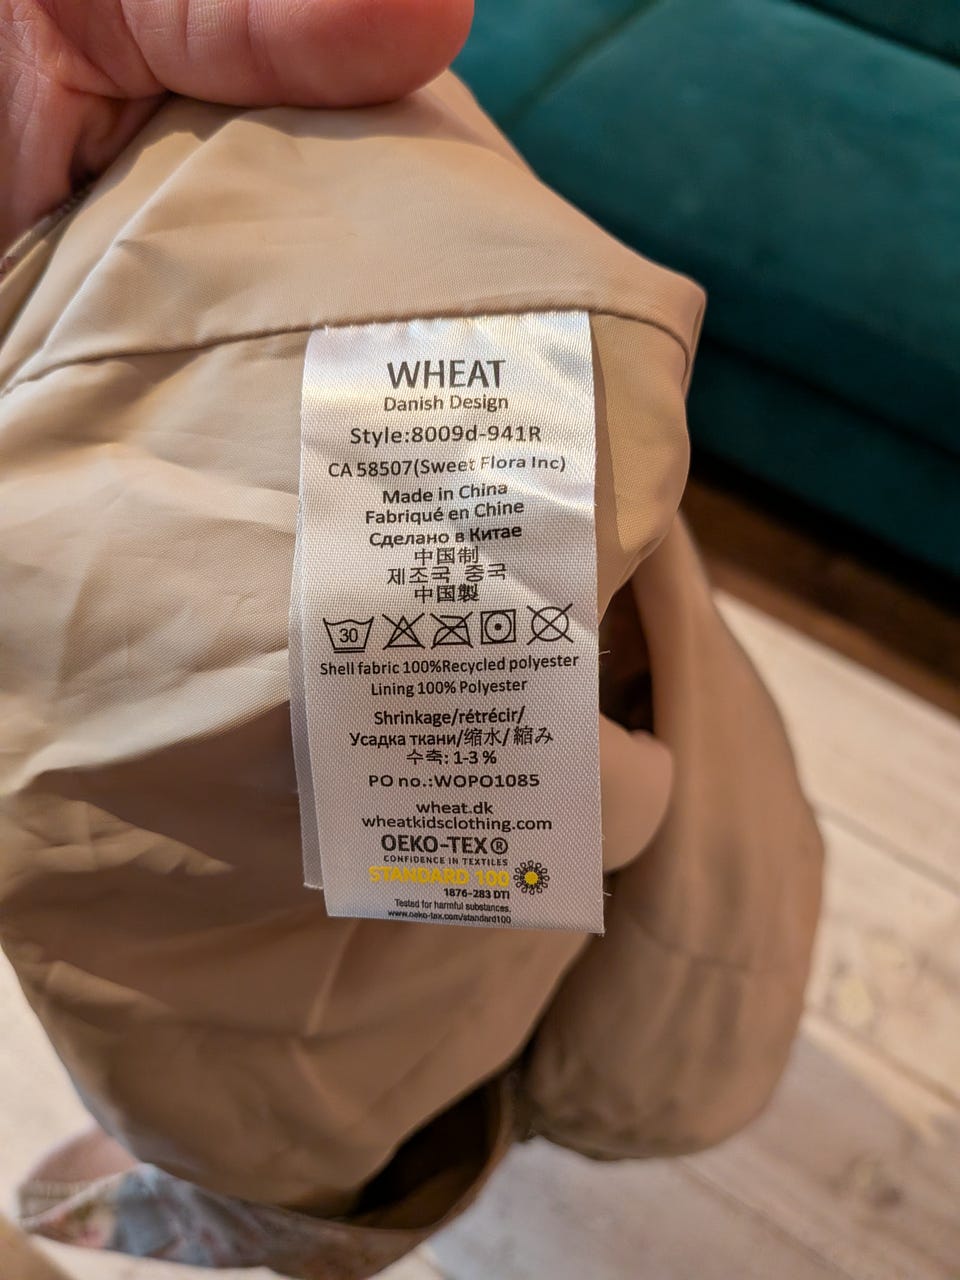 WHEAT
Danish Design
Style:8009d-941R
CA 58507(Sweet Flora Inc)
Made in China
Fabriqué en Chine
Сделано в Китае
中国制
제조국 중국
中国製
30
Shell fabric 100%Recycled polyester
Lining 100% Polyester
Shrinkage/rétrécir/
Усадка ткани/缩水/ 縮み
수축: 1-3 %
PO no.:WOPO1085
wheat.dk
wheatkidsclothing.com
OEKO-TEX®
CONFIDENCE IN TEXTILES
STANDARD 100
1876-283 DTI
Tested for harmful substances.
www.oeko-tex.com/standard100